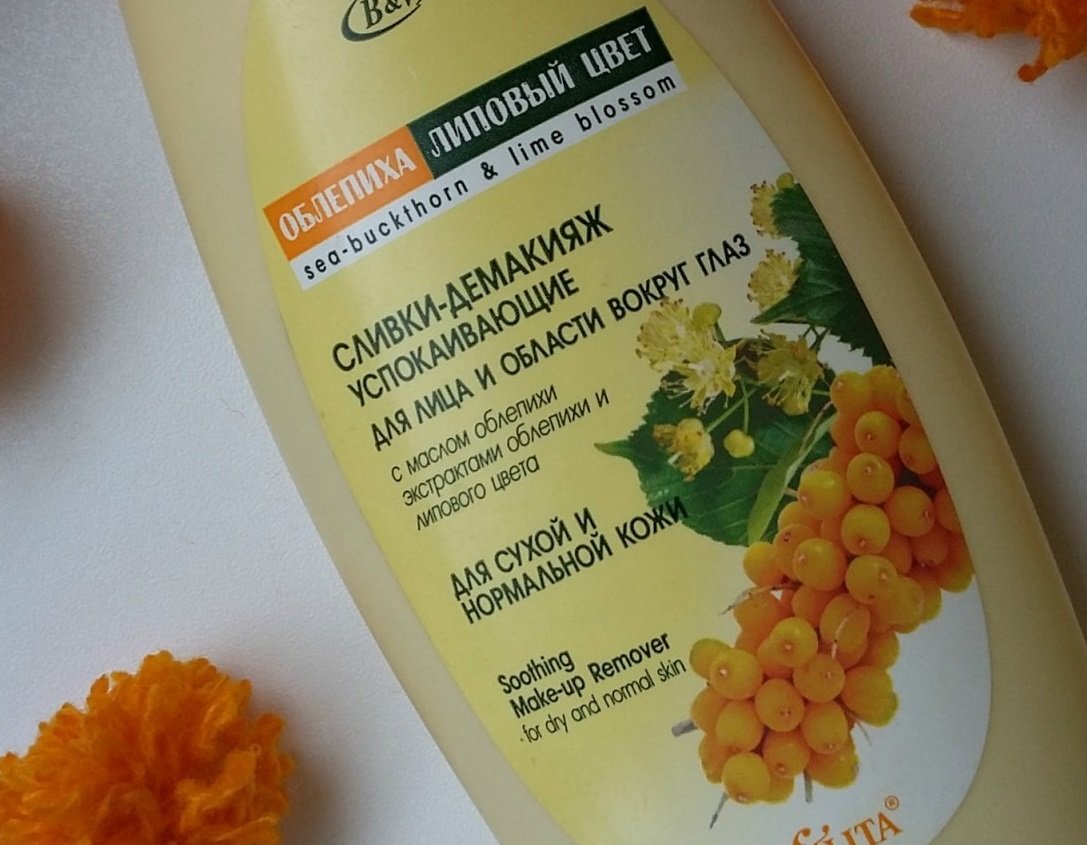 ОБЛЕПИХА ЛИПОВЫЙ ЦВЕТ
sea-buckthorn & lime blossom
СЛИВКИ-ДЕМАКИЯЖ
УСПОКАИВАЮЩИЕ
ДЛЯ ЛИЦА И ОБЛАСТИ ВОКРУГ ГЛАЗ
с маслом облепихи
экстрактами облепихи и
липового цвета
ДЛЯ СУХОЙ И
НОРМАЛЬНОЙ КОЖИ
Soothing
Make-up Remover
for dry and normal skin